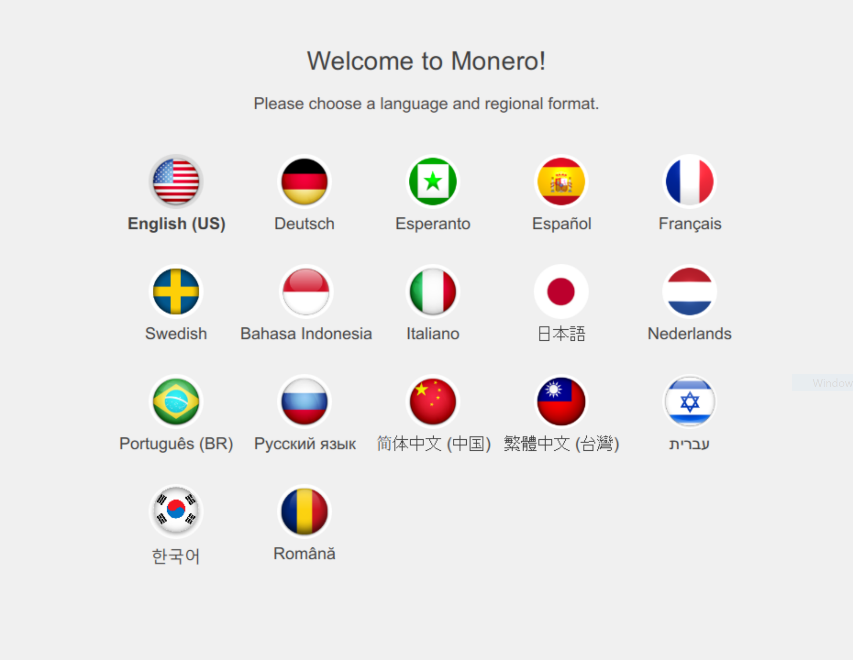 Welcome to Monero!
Please choose a language and regional format.
English (US) Deutsch Esperanto Español Français
Swedish Bahasa Indonesia Italiano 日本語 Nederlands
Window
Português (BR) Русский язык 简体中文 (中国) 繁體中文 (台灣) עברית
한국어 Română